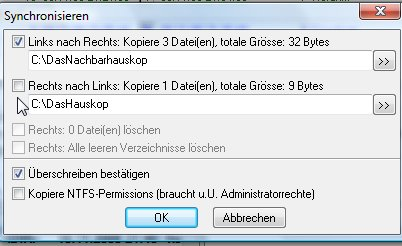 Synchronisieren
Links nach Rechts: Kopiere 3 Datei(en), totale Grösse: 32 Bytes
C:\DasNachbarhauskop
>>
Rechts nach Links: Kopiere 1 Datei(en), totale Grösse: 9 Bytes
C:\DasHauskop
>>
Rechts: 0 Datei(en) löschen
Rechts: Alle leeren Verzeichnisse löschen
Überschreiben bestätigen
Kopiere NTFS-Permissions (braucht u.U. Administratorrechte)
OK
Abbrechen